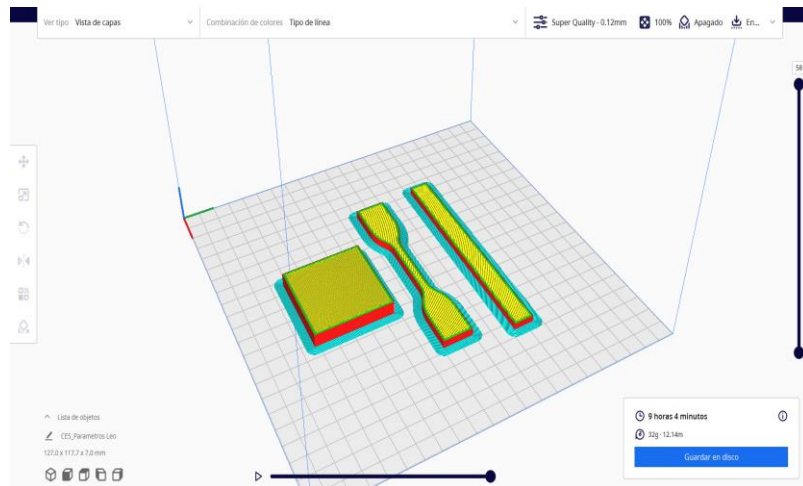 Ver tipo Vista de capas
Combinación de colores Tipo de línea
Super Quality - 0.12mm
100%
Apagado
En...
58
Lista de objetos
CE5_Parametros Leo
127.0 x 117.7 x 7.0 mm
9 horas 4 minutos
32g · 12.14m
Guardar en disco